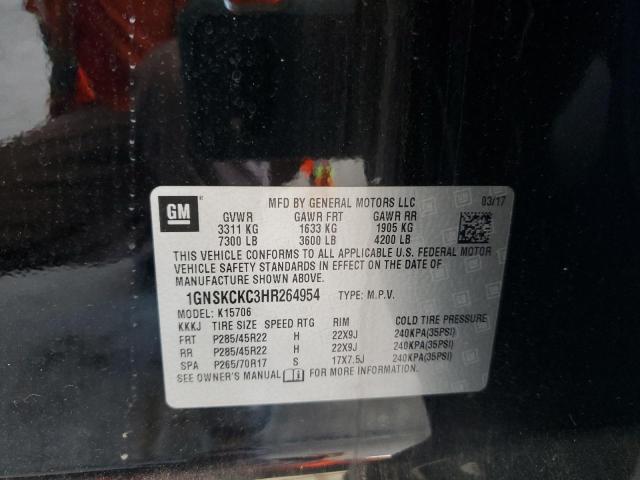 GM
MFD BY GENERAL MOTORS LLC
03/17
GVWR GAWR FRT GAWR RR
3311 KG 1633 KG 1905 KG
7300 LB 3600 LB 4200 LB
THIS VEHICLE CONFORMS TO ALL APPLICABLE U.S. FEDERAL MOTOR
VEHICLE SAFETY STANDARDS IN EFFECT ON THE DATE OF
MANUFACTURE SHOWN ABOVE.
1GNSKCKC3HR264954 TYPE: M.P.V.
MODEL: K15706
KKKJ TIRE SIZE SPEED RTG RIM COLD TIRE PRESSURE
FRT P285/45R22 H 22X9J 240KPA(35PSI)
RR P285/45R22 H 22X9J 240KPA(35PSI)
SPA P265/70R17 S 17X7.5J 240KPA(35PSI)
SEE OWNER'S MANUAL FOR MORE INFORMATION.